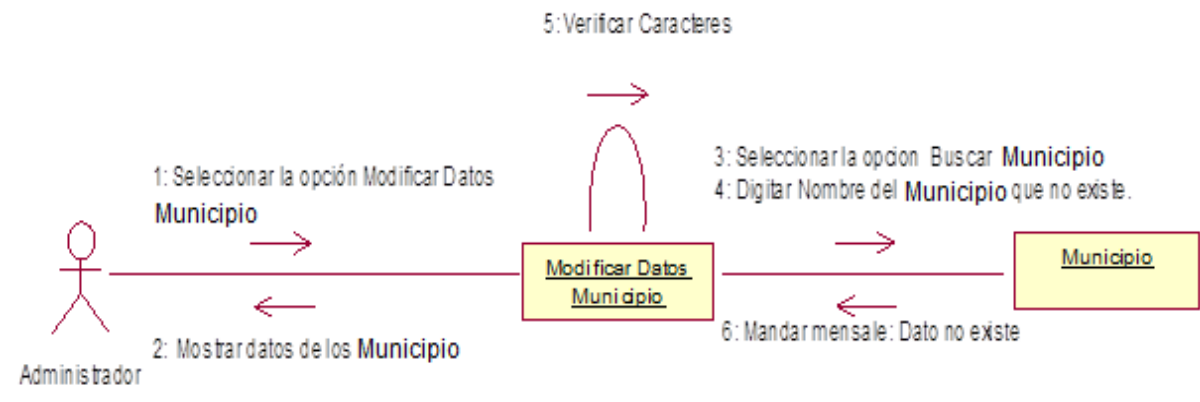 5: Verificar Caracteres
3: Seleccionar la opcion Buscar Municipio
4: Digitar Nombre del Municipio que no existe.
1: Seleccionar la opción Modificar Datos
Municipio
Modificar Datos
Municipio
Municipio
6: Mandar mensale: Dato no existe
2: Mostrar datos de los Municipio
Administrador